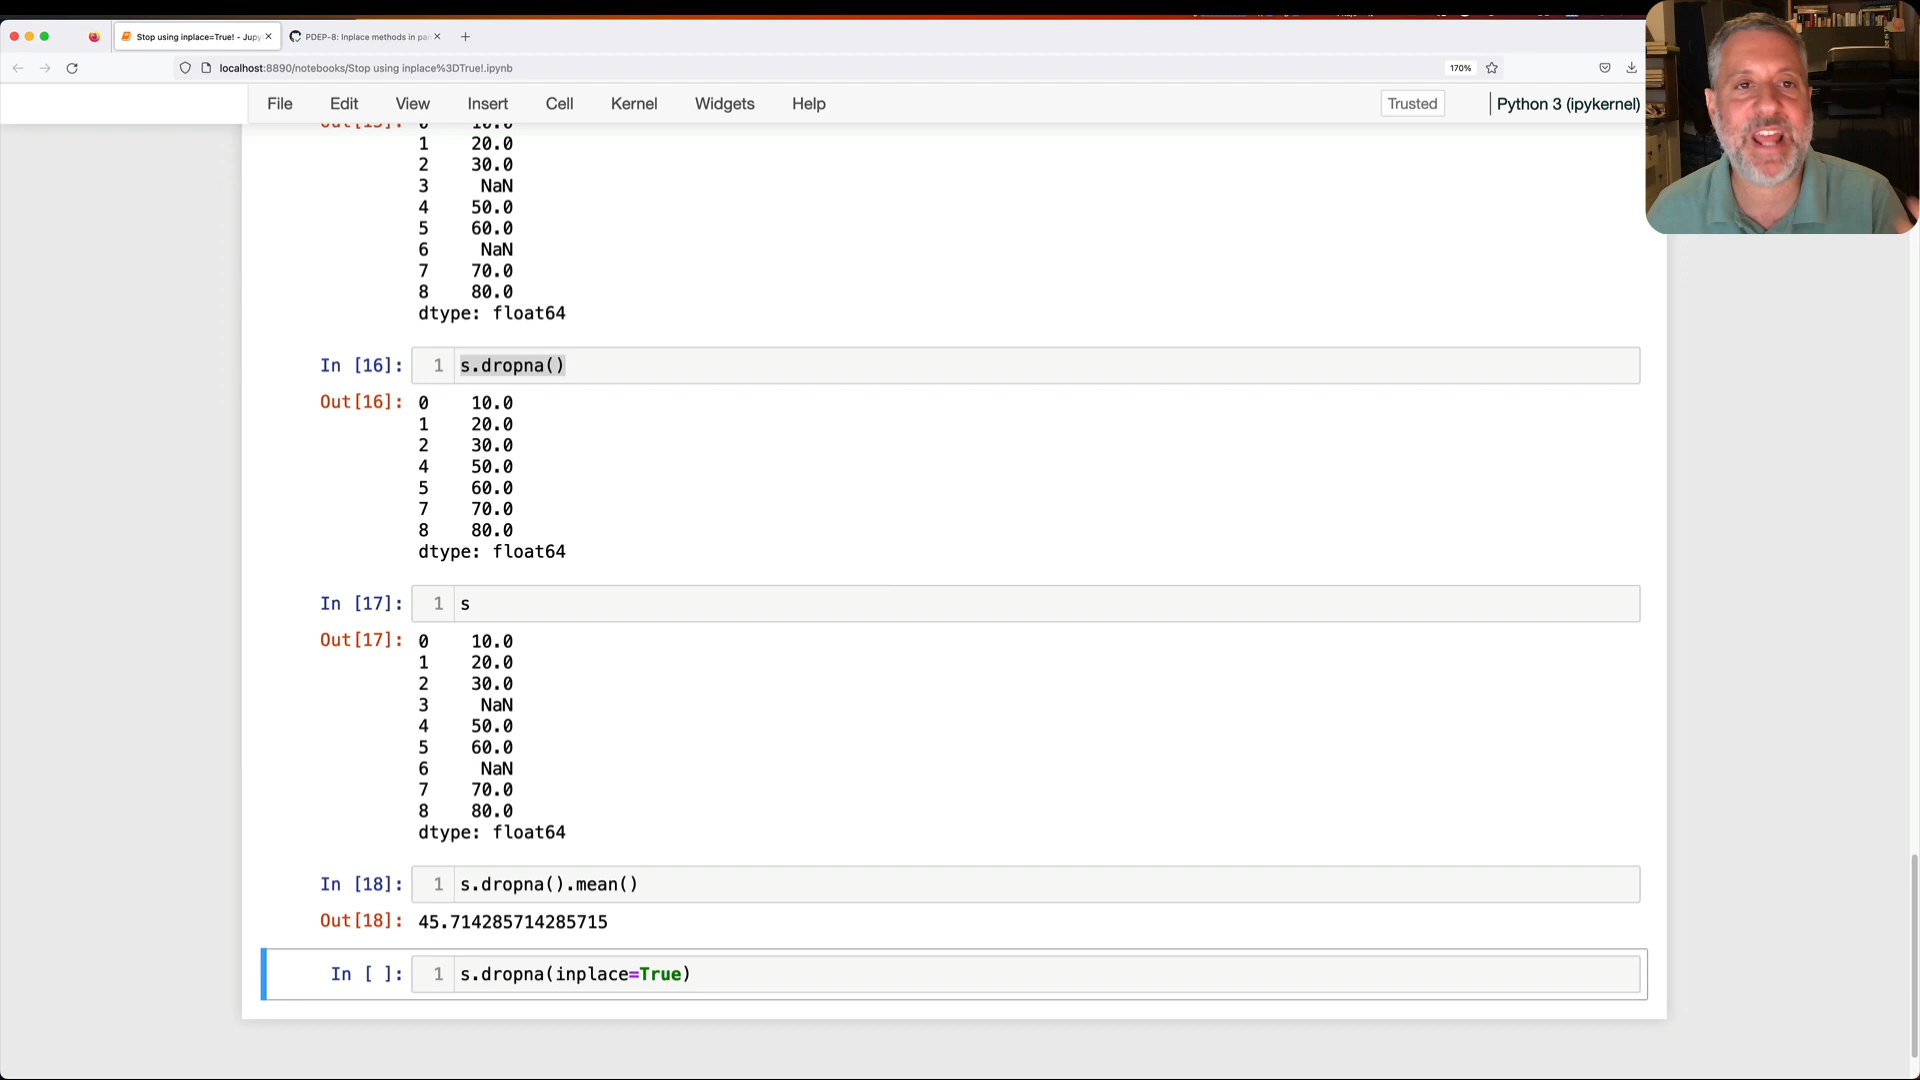 Stop using inplace=True! - Jupy
PDEP-8: Inplace methods in pan
localhost:8890/notebooks/Stop using inplace%3DTrue!.ipynb
170%
File Edit View Insert Cell Kernel Widgets Help
Trusted
Python 3 (ipykernel)
Out[15]: 0 10.0
1 20.0
2 30.0
3 NaN
4 50.0
5 60.0
6 NaN
7 70.0
8 80.0
dtype: float64
In [16]: 1 s.dropna()
Out[16]: 0 10.0
1 20.0
2 30.0
4 50.0
5 60.0
7 70.0
8 80.0
dtype: float64
In [17]: 1 s
Out[17]: 0 10.0
1 20.0
2 30.0
3 NaN
4 50.0
5 60.0
6 NaN
7 70.0
8 80.0
dtype: float64
In [18]: 1 s.dropna().mean()
Out[18]: 45.714285714285715
In [ ]: 1 s.dropna(inplace=True)